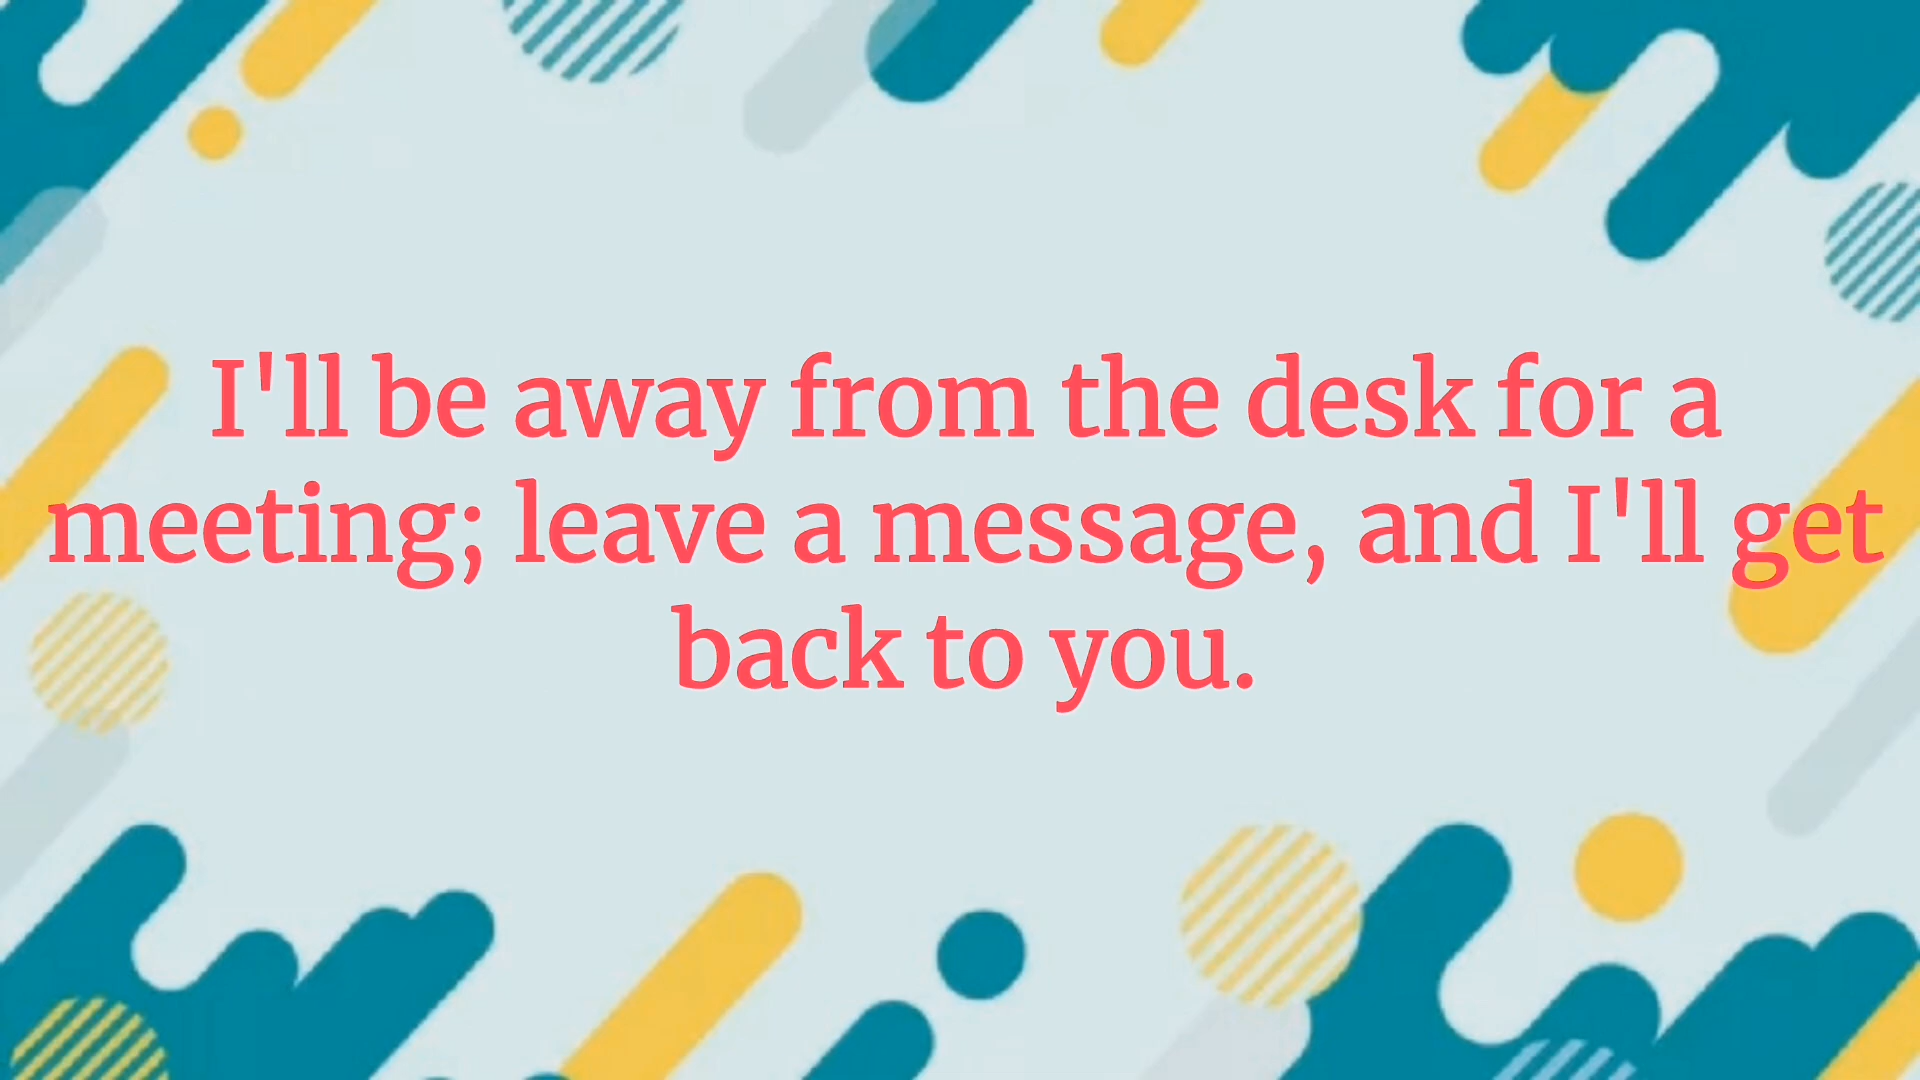 I'll be away from the desk for a
meeting; leave a message, and I'll get
back to you.